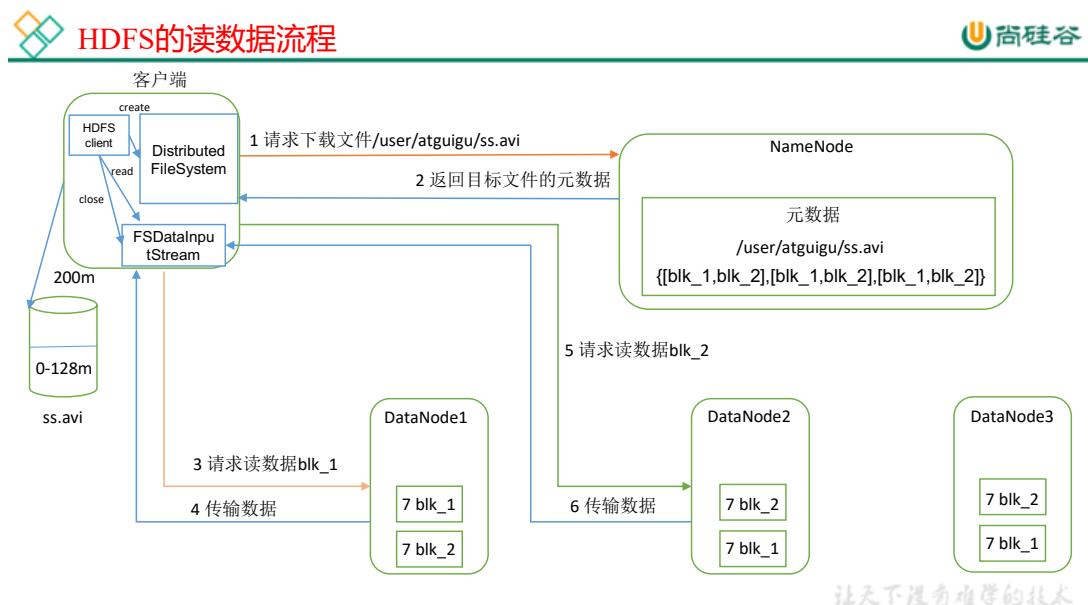 HDFS的读数据流程
尚硅谷
客户端
create
HDFS
client
Distributed
FileSystem
read
close
FSDataInpu
tStream
1 请求下载文件/user/atguigu/ss.avi
2 返回目标文件的元数据
NameNode
元数据
/user/atguigu/ss.avi
{[blk_1,blk_2],[blk_1,blk_2],[blk_1,blk_2]}
200m
0-128m
ss.avi
5 请求读数据blk_2
3 请求读数据blk_1
4 传输数据
6 传输数据
DataNode1
7 blk_1
7 blk_2
DataNode2
7 blk_2
7 blk_1
DataNode3
7 blk_2
7 blk_1
让天下没有难学的技术